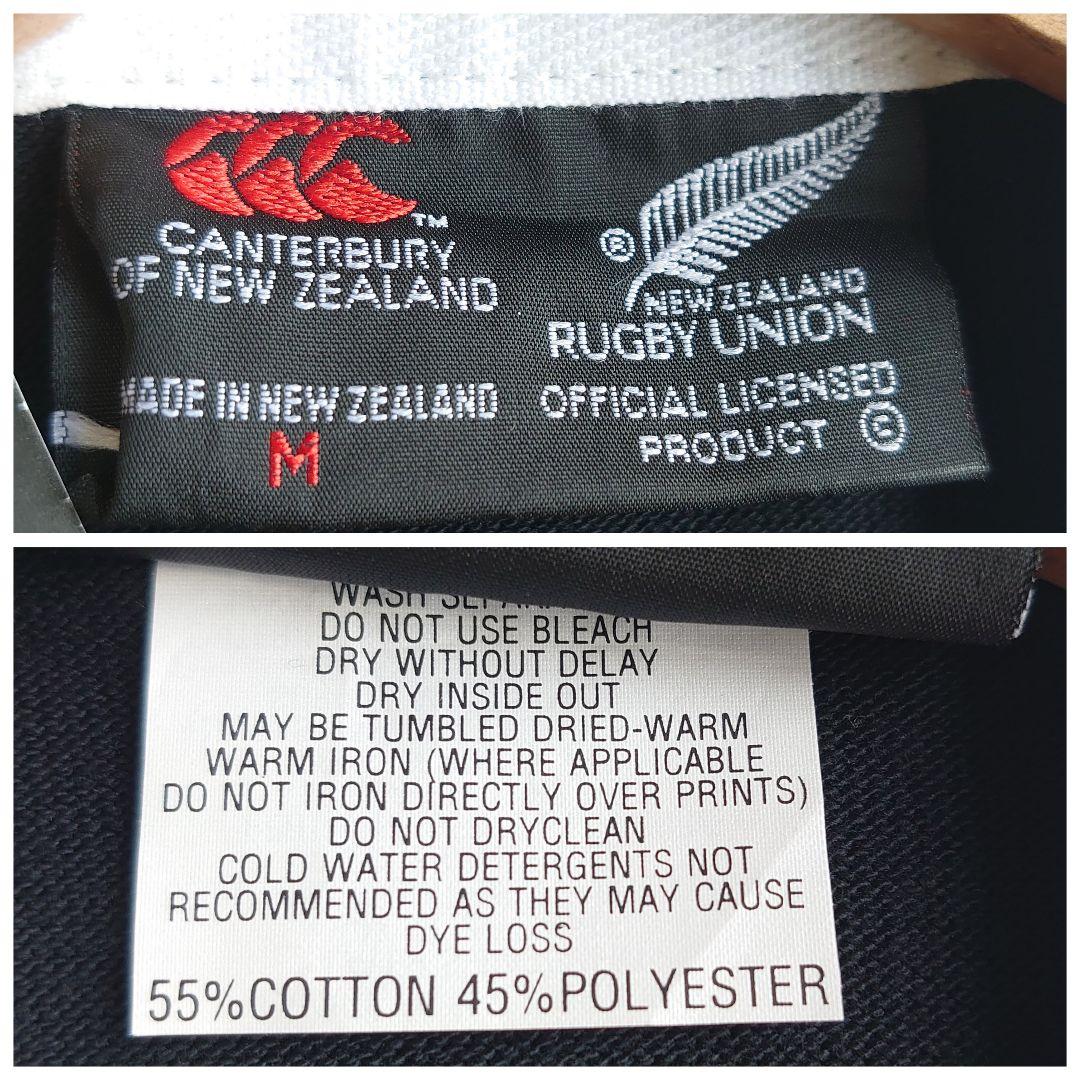 CANTERBURY
OF NEW ZEALAND
™
MADE IN NEW ZEALAND
M
®
NEW ZEALAND
RUGBY UNION
OFFICIAL LICENSED
PRODUCT ®
WASH
DO NOT USE BLEACH
DRY WITHOUT DELAY
DRY INSIDE OUT
MAY BE TUMBLED DRIED-WARM
WARM IRON (WHERE APPLICABLE
DO NOT IRON DIRECTLY OVER PRINTS)
DO NOT DRYCLEAN
COLD WATER DETERGENTS NOT
RECOMMENDED AS THEY MAY CAUSE
DYE LOSS
55%COTTON 45%POLYESTER